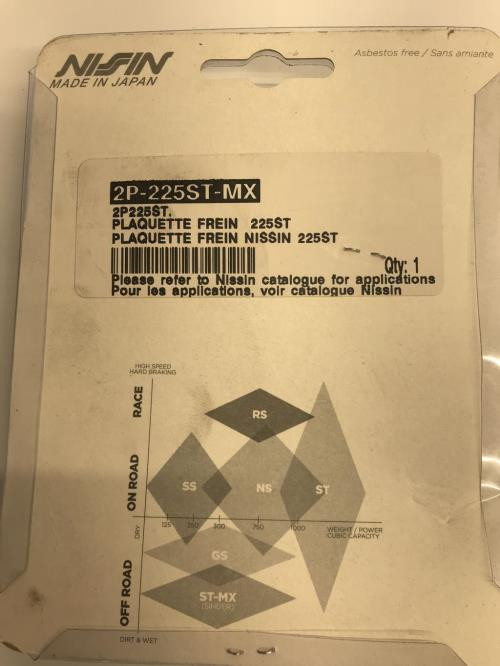 NISSIN
MADE IN JAPAN
Asbestos free / Sans amiante
2P-225ST-MX
2P225ST.
PLAQUETTE FREIN 225ST
PLAQUETTE FREIN NISSIN 225ST
Qty: 1
Please refer to Nissin catalogue for applications
Pour les applications, voir catalogue Nissin
HIGH SPEED
HARD BRAKING
RACE
RS
ON ROAD
SS
NS
ST
125
250
300
750
1000
WEIGHT / POWER
CUBIC CAPACITY
DRY
GS
OFF ROAD
ST-MX
(SINDER)
DIRT & WET